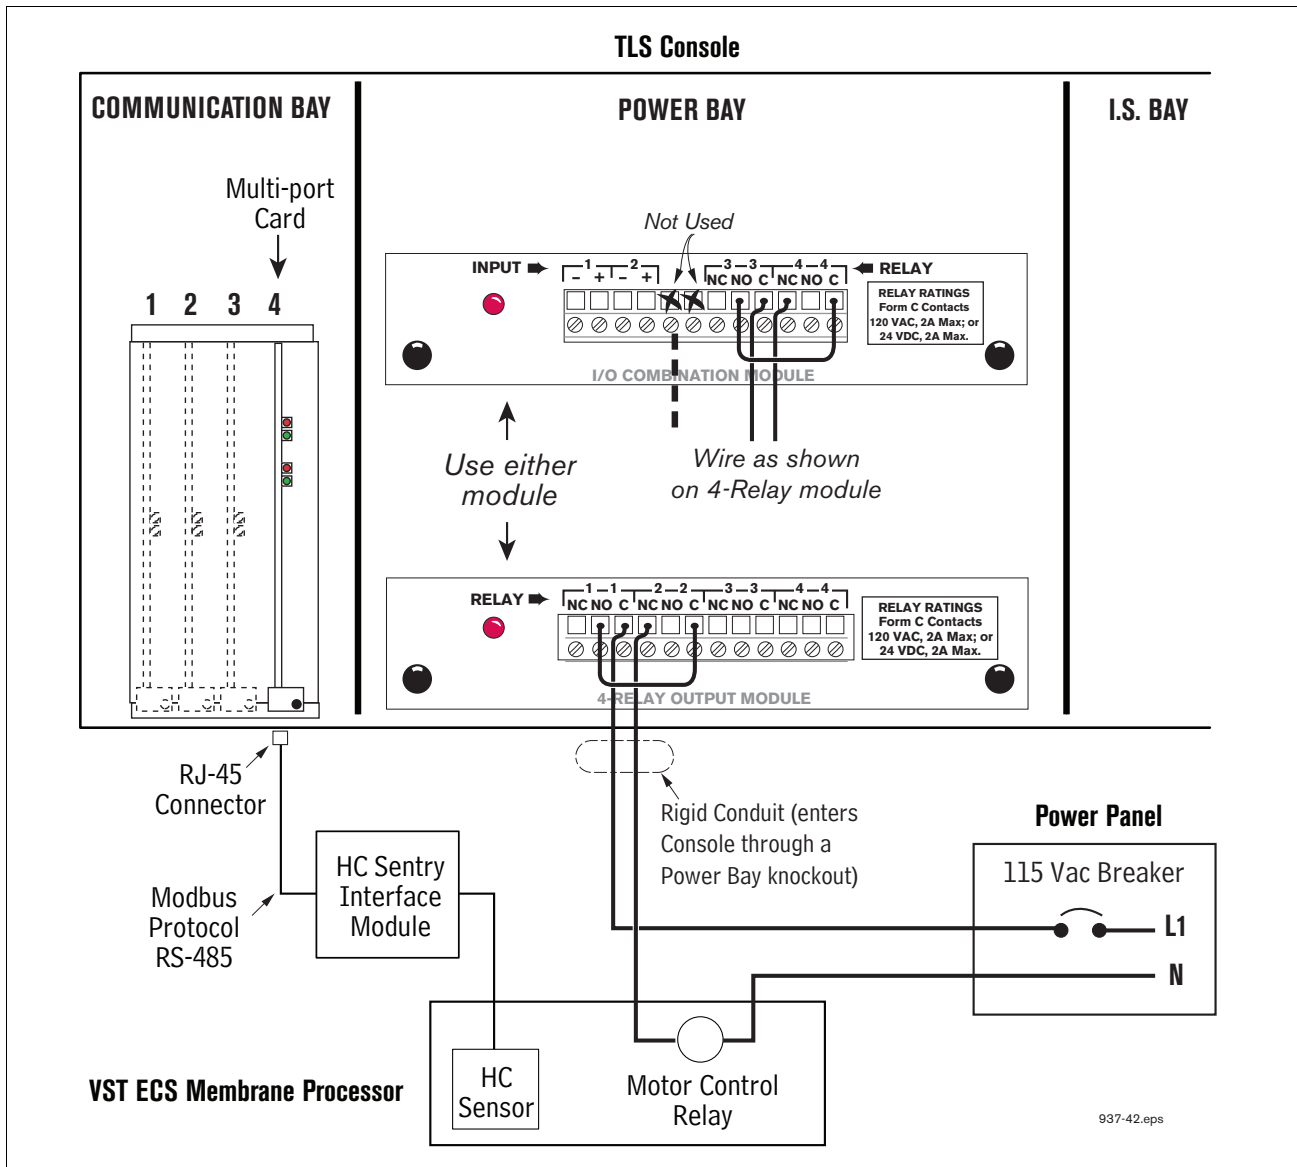 TLS Console
COMMUNICATION BAY
POWER BAY
I.S. BAY
Multi-port
Card
1 2 3 4
Not Used
INPUT
1 2
- + - +
3 3 4 4
NC NO C NC NO C
RELAY
RELAY RATINGS
Form C Contacts
120 VAC, 2A Max; or
24 VDC, 2A Max.
I/O COMBINATION MODULE
Use either
module
Wire as shown
on 4-Relay module
RELAY
1 1 2 2 3 3 4 4
NC NO C NC NO C NC NO C NC NO C
RELAY RATINGS
Form C Contacts
120 VAC, 2A Max; or
24 VDC, 2A Max.
4-RELAY OUTPUT MODULE
RJ-45
Connector
Rigid Conduit (enters
Console through a
Power Bay knockout)
Power Panel
115 Vac Breaker
L1
N
HC Sentry
Interface
Module
Modbus
Protocol
RS-485
VST ECS Membrane Processor
HC
Sensor
Motor Control
Relay
937-42.eps